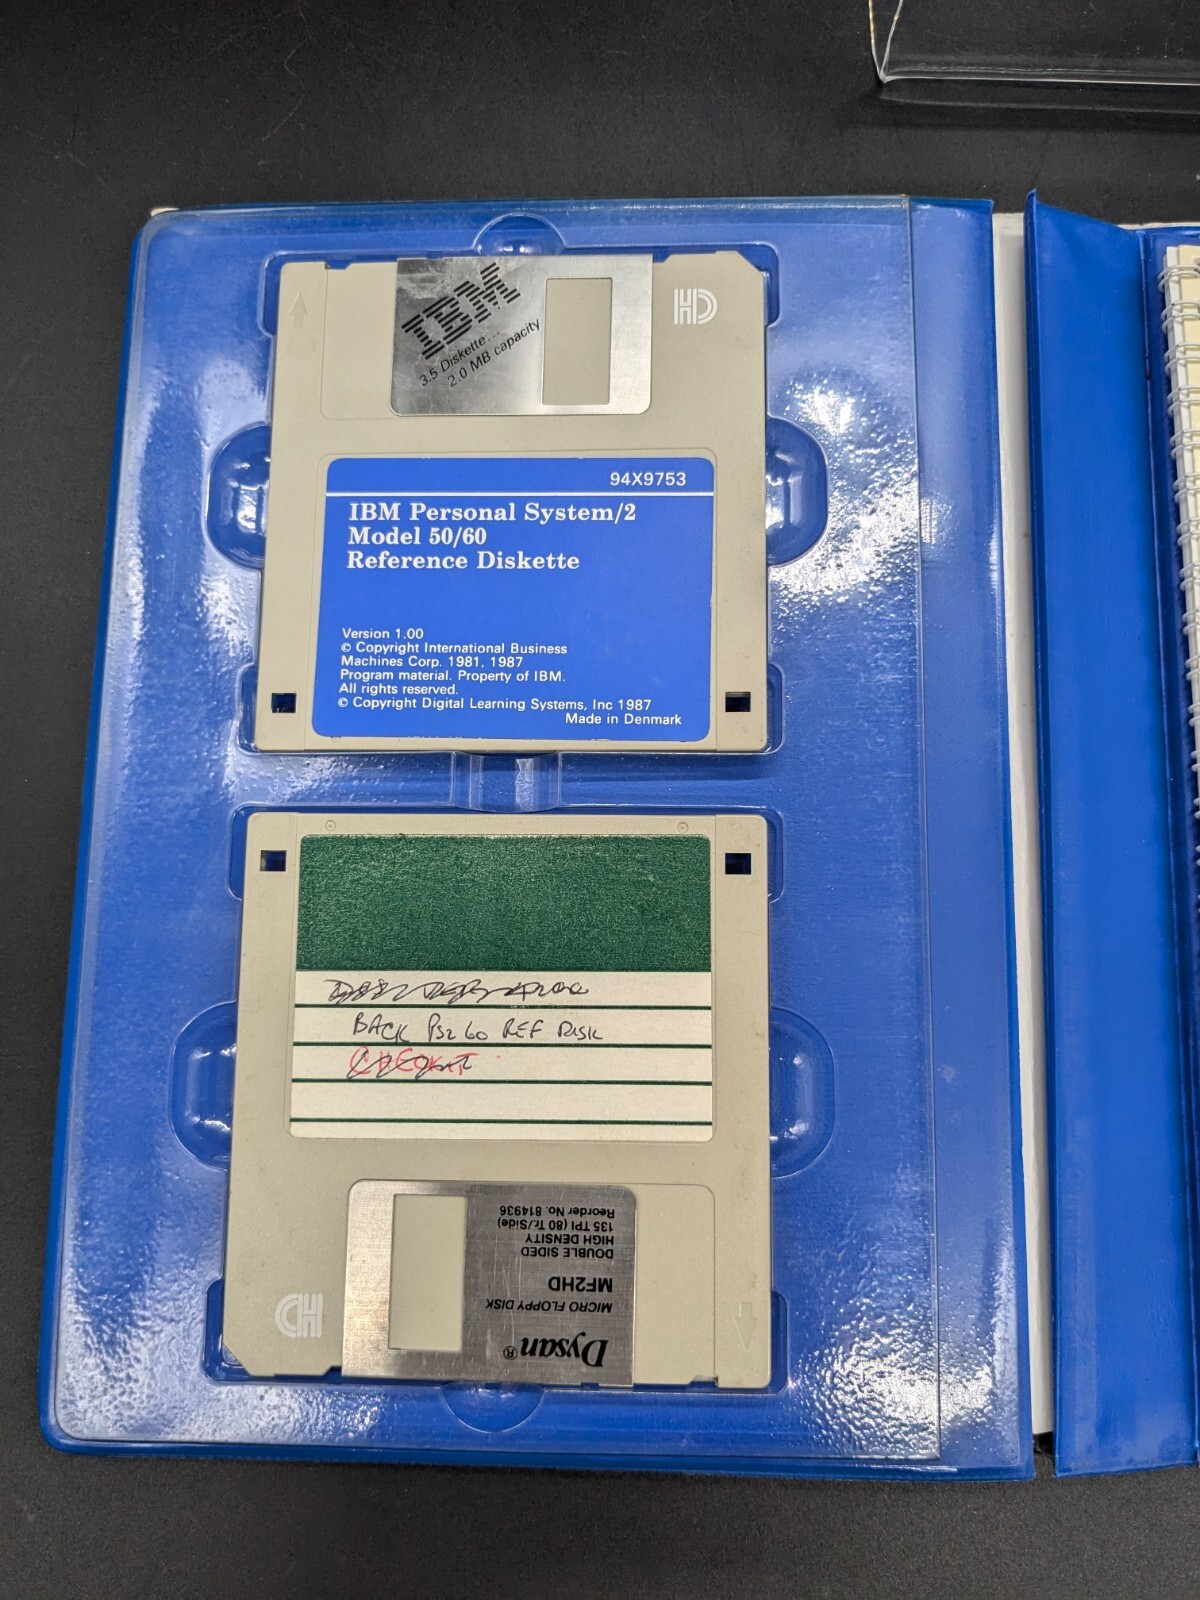 IBM
3.5 Diskette...
2.0 MB capacity
HD
94X9753
IBM Personal System/2
Model 50/60
Reference Diskette
Version 1.00
© Copyright International Business
Machines Corp. 1981, 1987
Program material. Property of IBM.
All rights reserved.
© Copyright Digital Learning Systems, Inc 1987
Made in Denmark
BACK PS2 60 REF DISK
Dysan®
MICRO FLOPPY DISK
MF2HD
DOUBLE SIDED
HIGH DENSITY
135 TPI (80 Tr./Side)
Reorder No. 814936
HD